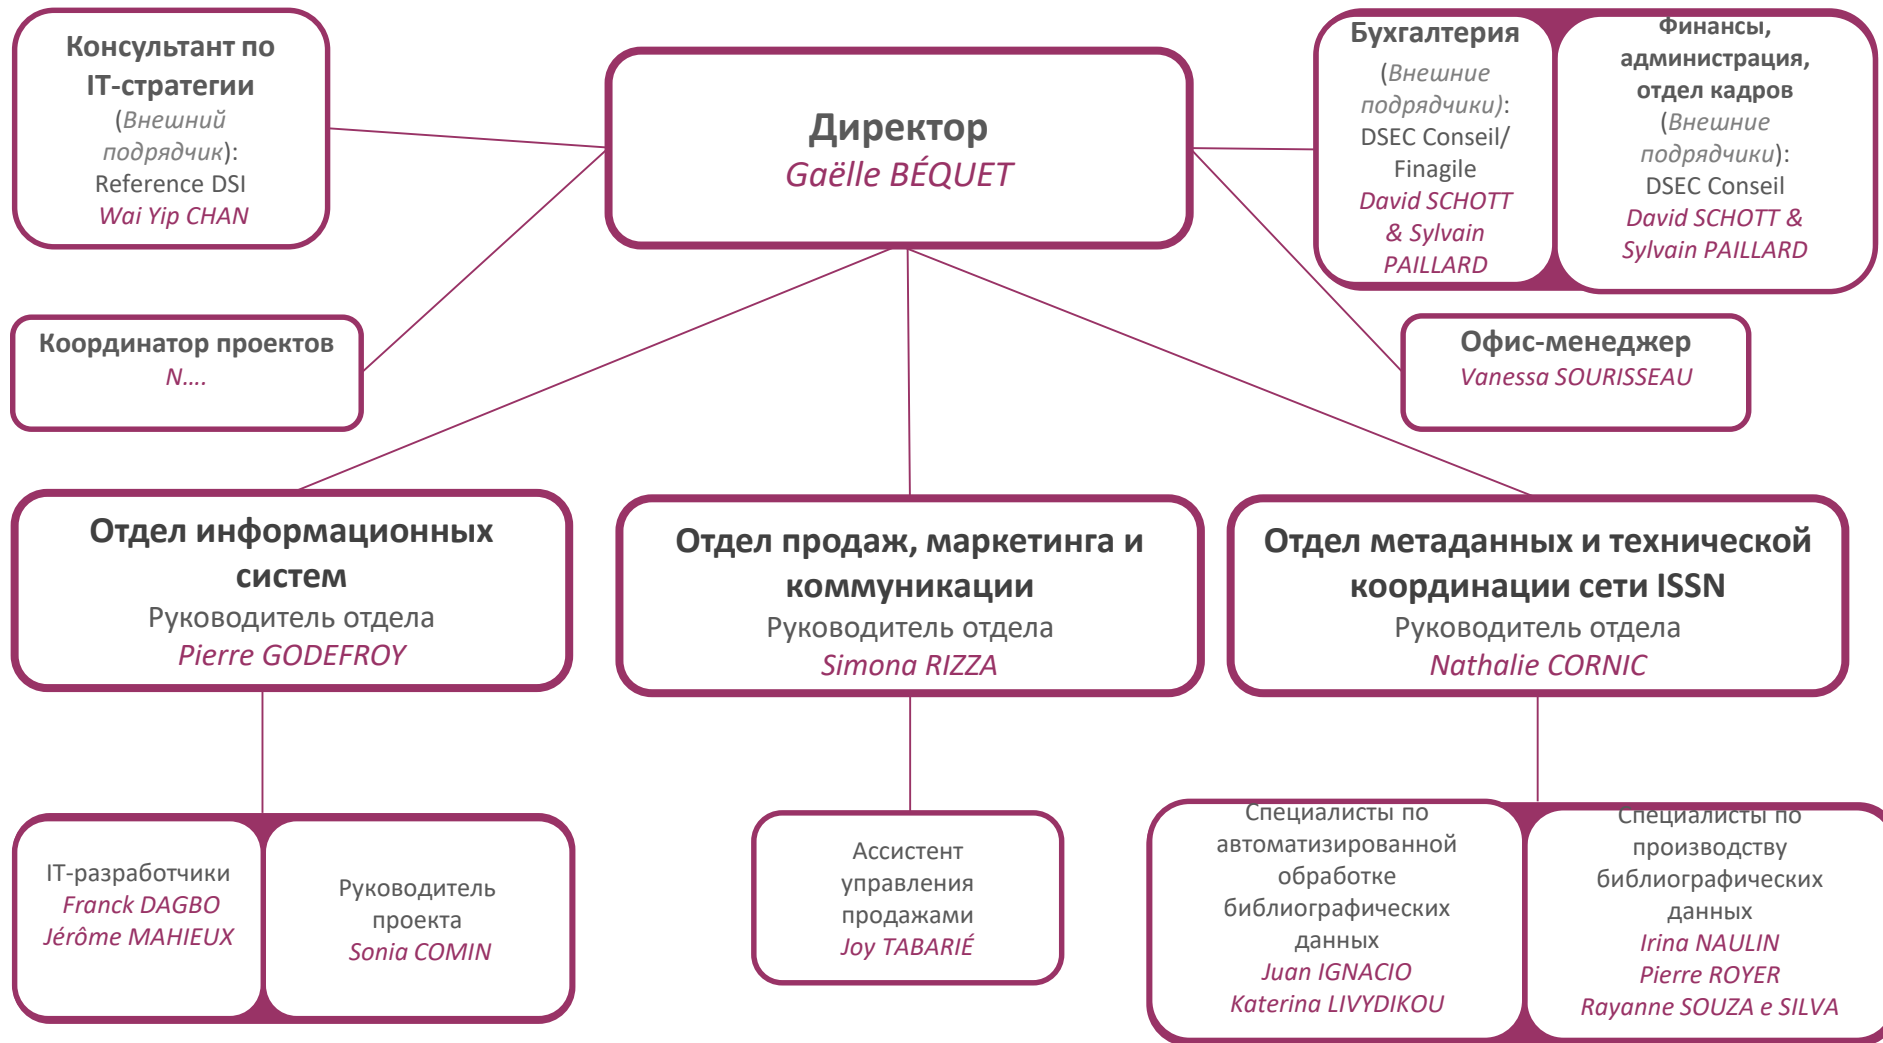 Консультант по
IT-стратегии
(Внешний
подрядчик):
Reference DSI
Wai Yip CHAN
Директор
Gaëlle BÉQUET
Бухгалтерия
(Внешние
подрядчики):
DSEC Conseil/
Finagile
David SCHOTT
& Sylvain
PAILLARD
Финансы,
администрация,
отдел кадров
(Внешние
подрядчики):
DSEC Conseil
David SCHOTT &
Sylvain PAILLARD
Координатор проектов
N....
Офис-менеджер
Vanessa SOURISSEAU
Отдел информационных
систем
Руководитель отдела
Pierre GODEFROY
Отдел продаж, маркетинга и
коммуникации
Руководитель отдела
Simona RIZZA
Отдел метаданных и технической
координации сети ISSN
Руководитель отдела
Nathalie CORNIC
IT-разработчики
Franck DAGBO
Jérôme MAHIEUX
Руководитель
проекта
Sonia COMIN
Ассистент
управления
продажами
Joy TABARIÉ
Специалисты по
автоматизированной
обработке
библиографических
данных
Juan IGNACIO
Katerina LIVYDIKOU
Специалисты по
производству
библиографических
данных
Irina NAULIN
Pierre ROYER
Rayanne SOUZA e SILVA